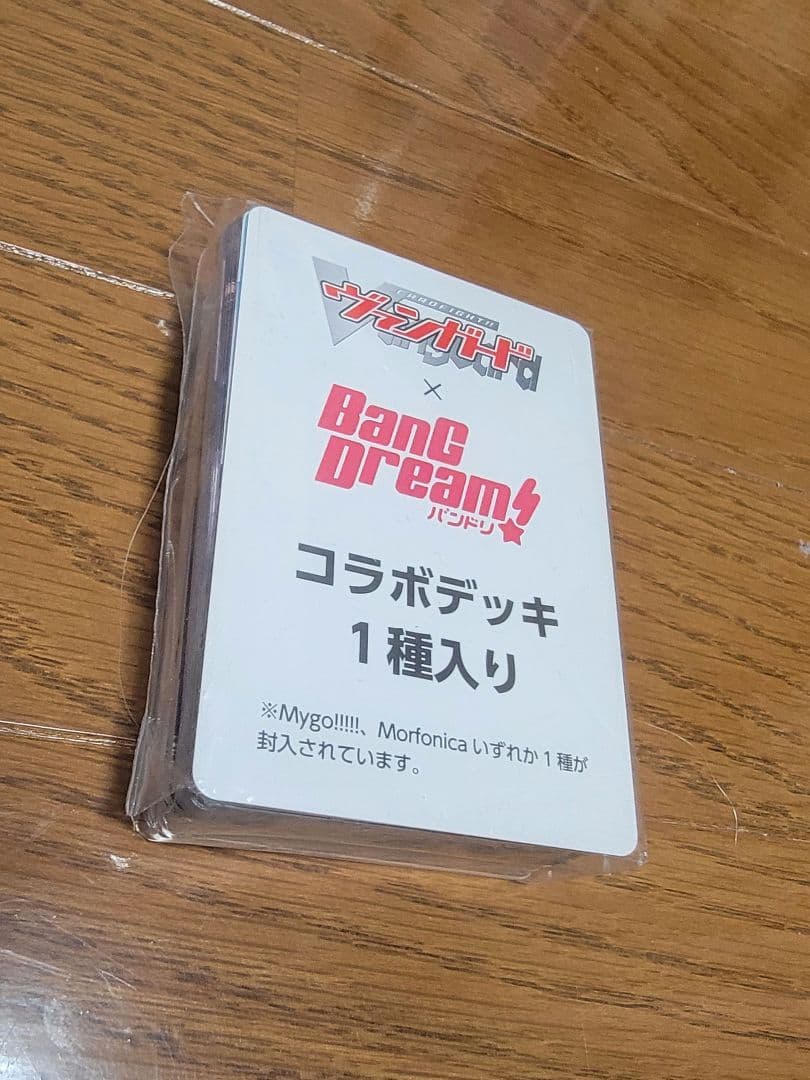 CARDFIGHT!!
ヴァンガード
Vanguard
×
BanG
Dream!
バンドリ
コラボデッキ
1種入り
※Mygo!!!!!、Morfonica いずれか1種が
封入されています。